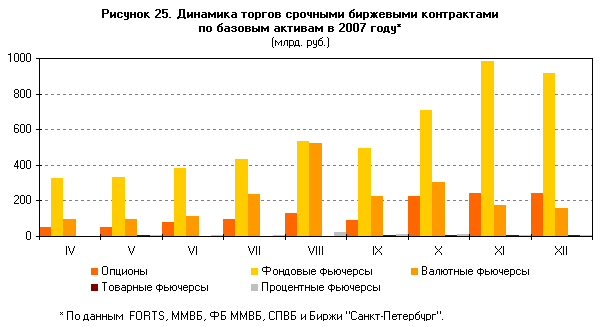 Рисунок 25. Динамика торгов срочными биржевыми контрактами
по базовым активам в 2007 году*
(млрд. руб.)
1000
800
600
400
200
0
IV V VI VII VIII IX X XI XII
Опционы Фондовые фьючерсы Валютные фьючерсы
Товарные фьючерсы Процентные фьючерсы
* По данным FORTS, ММВБ, ФБ ММВБ, СПВБ и Биржи "Санкт-Петербург".